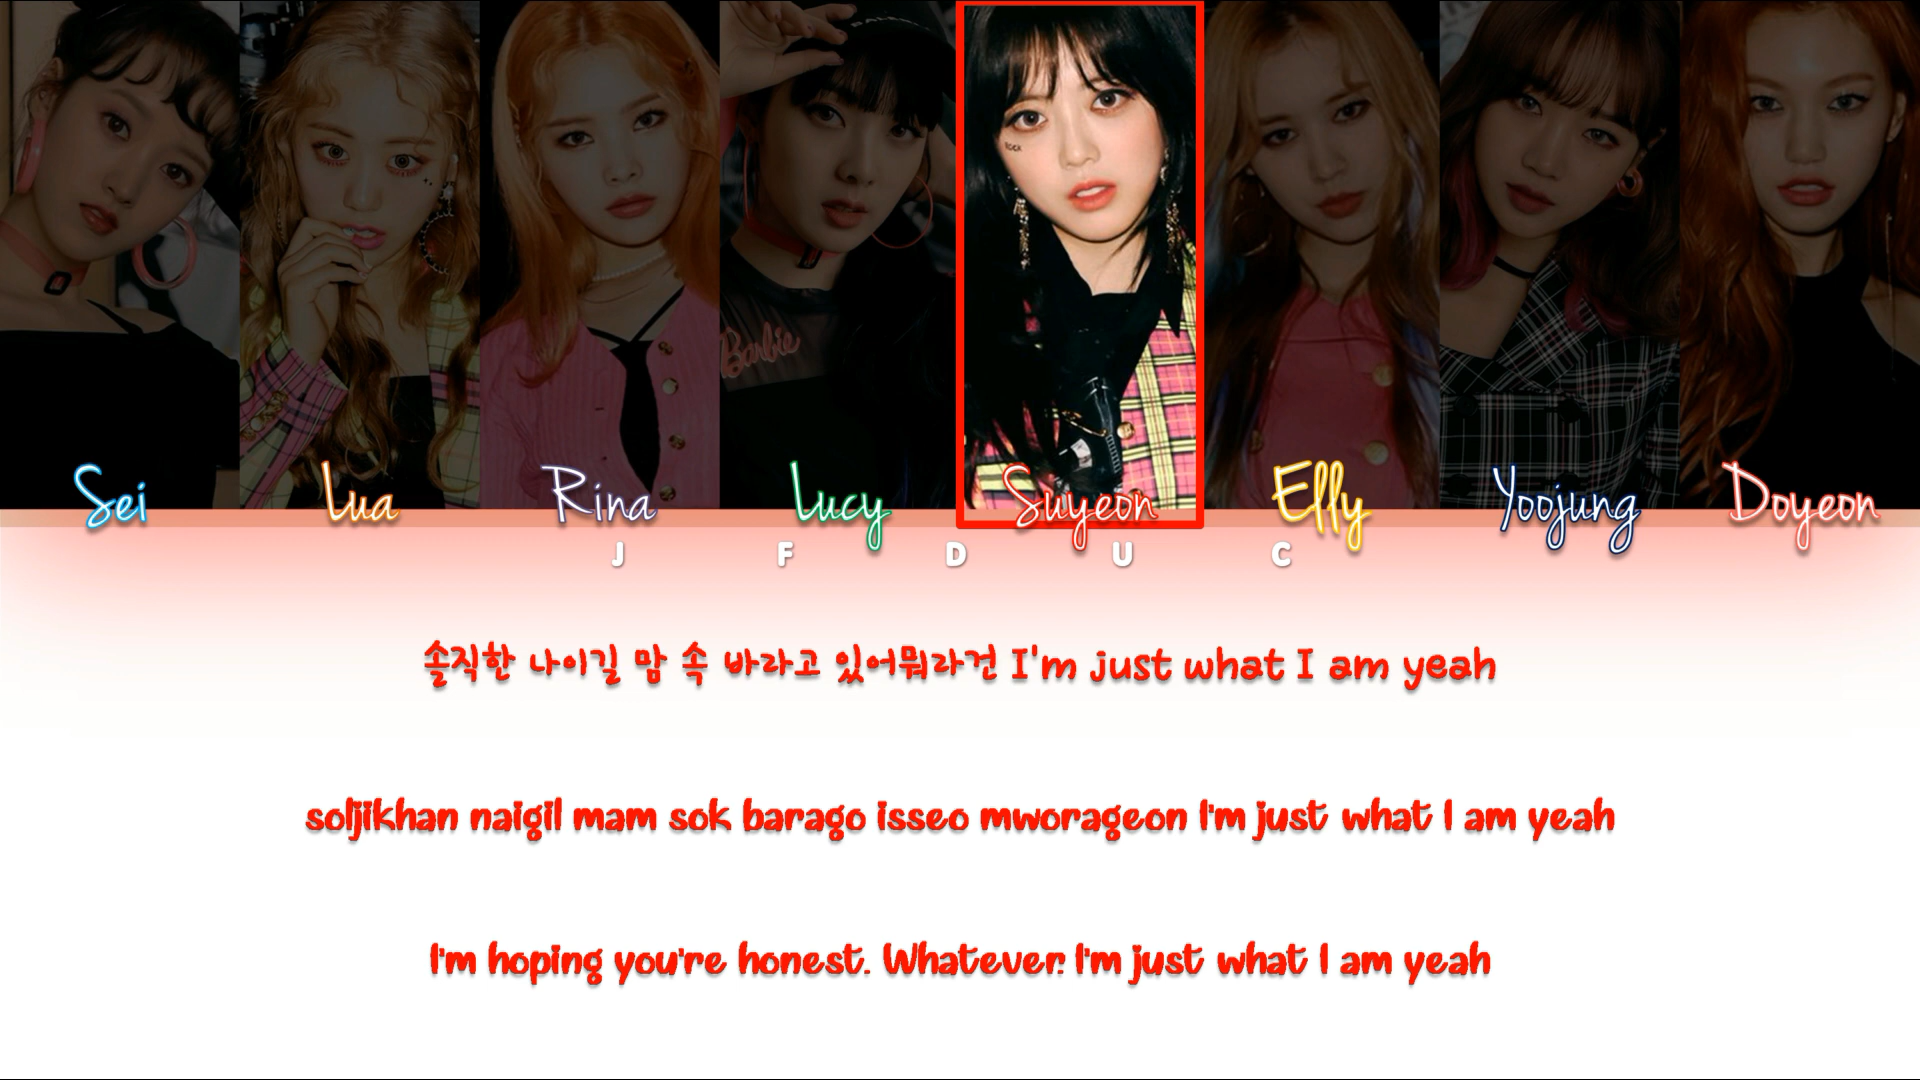 ROCK
Barbie
Sei Lua Rina Lucy Suyeon Elly Yoojung Doyeon
J F D U C
솔직한 나이길 맘 속 바라고 있어뭐라건 I'm just what I am yeah
soljikhan naigil mam sok barago isseo mworageon I'm just what I am yeah
I'm hoping you're honest. Whatever. I'm just what I am yeah